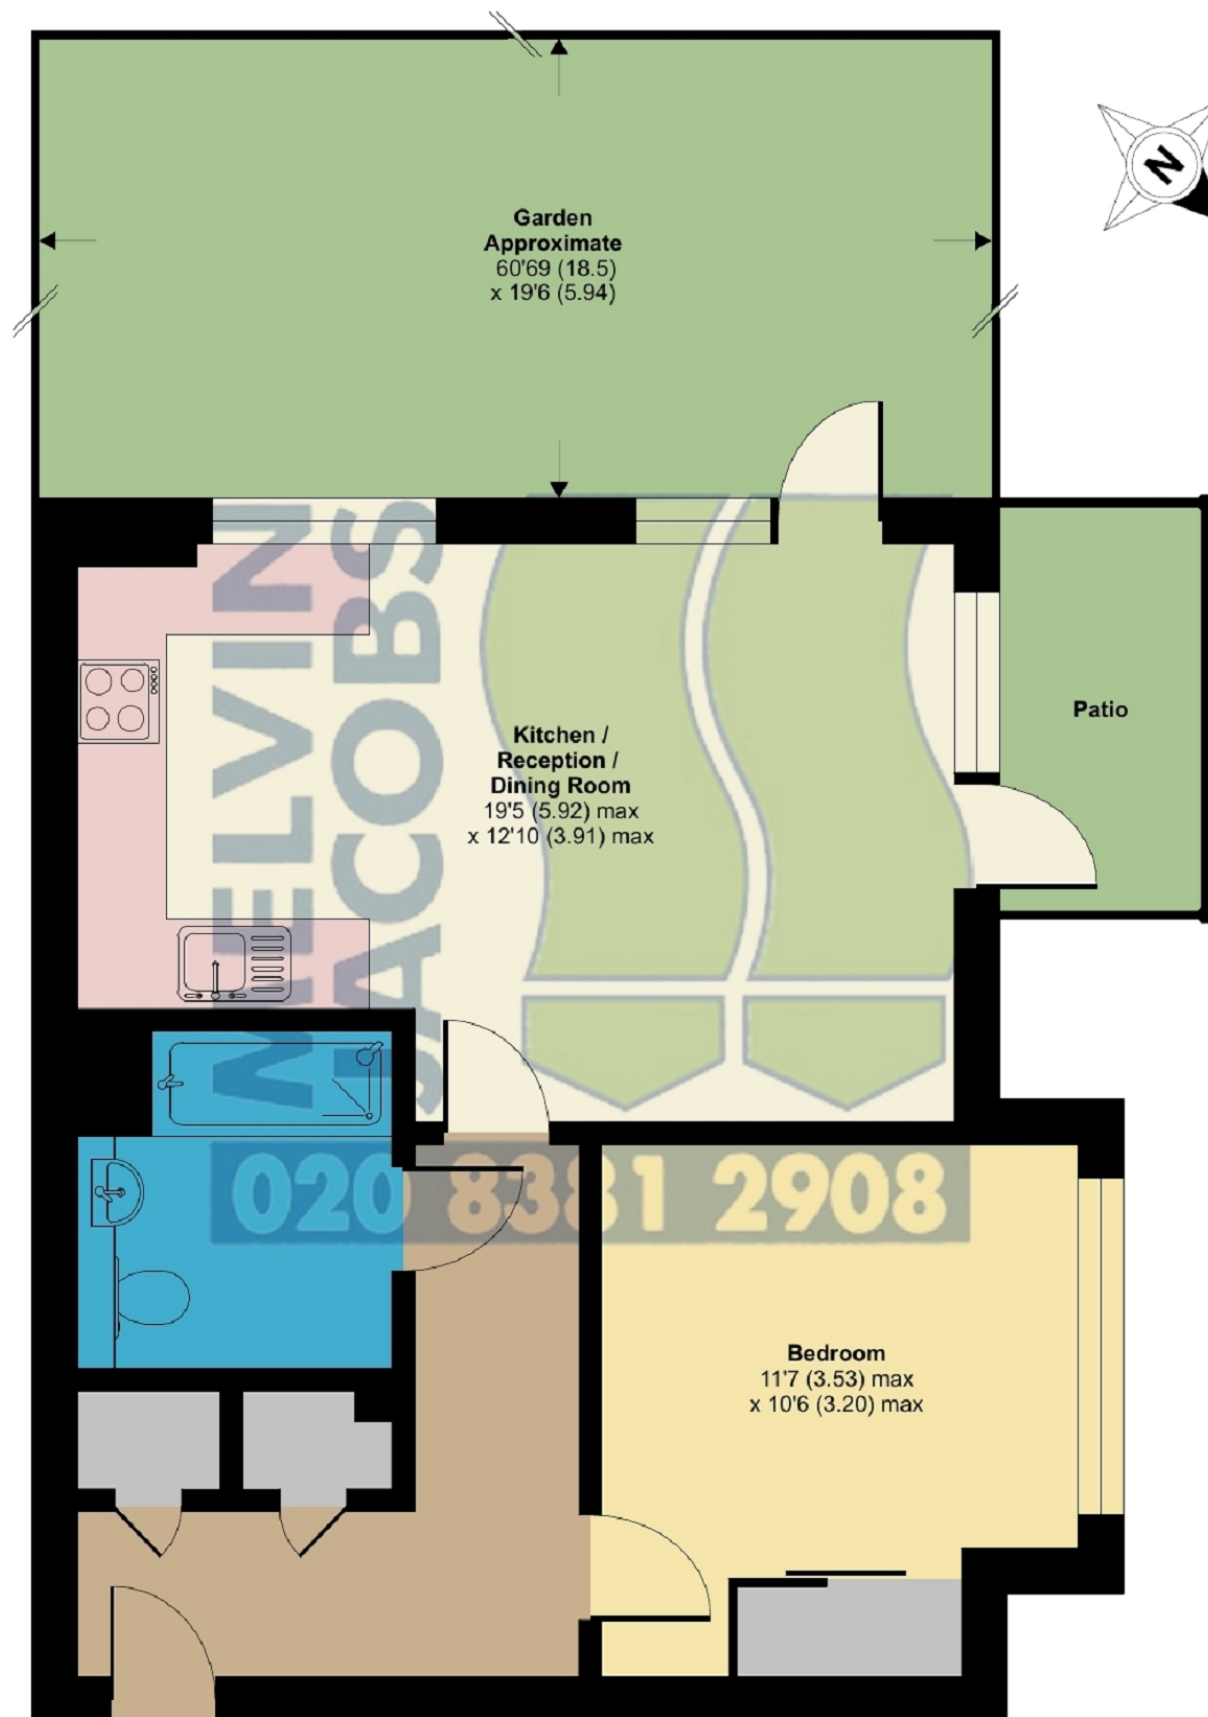 N
Garden
Approximate
60'69 (18.5)
x 19'6 (5.94)
MELVIN
JACOBS
Kitchen /
Reception /
Dining Room
19'5 (5.92) max
x 12'10 (3.91) max
Patio
020 8381 2908
Bedroom
11'7 (3.53) max
x 10'6 (3.20) max